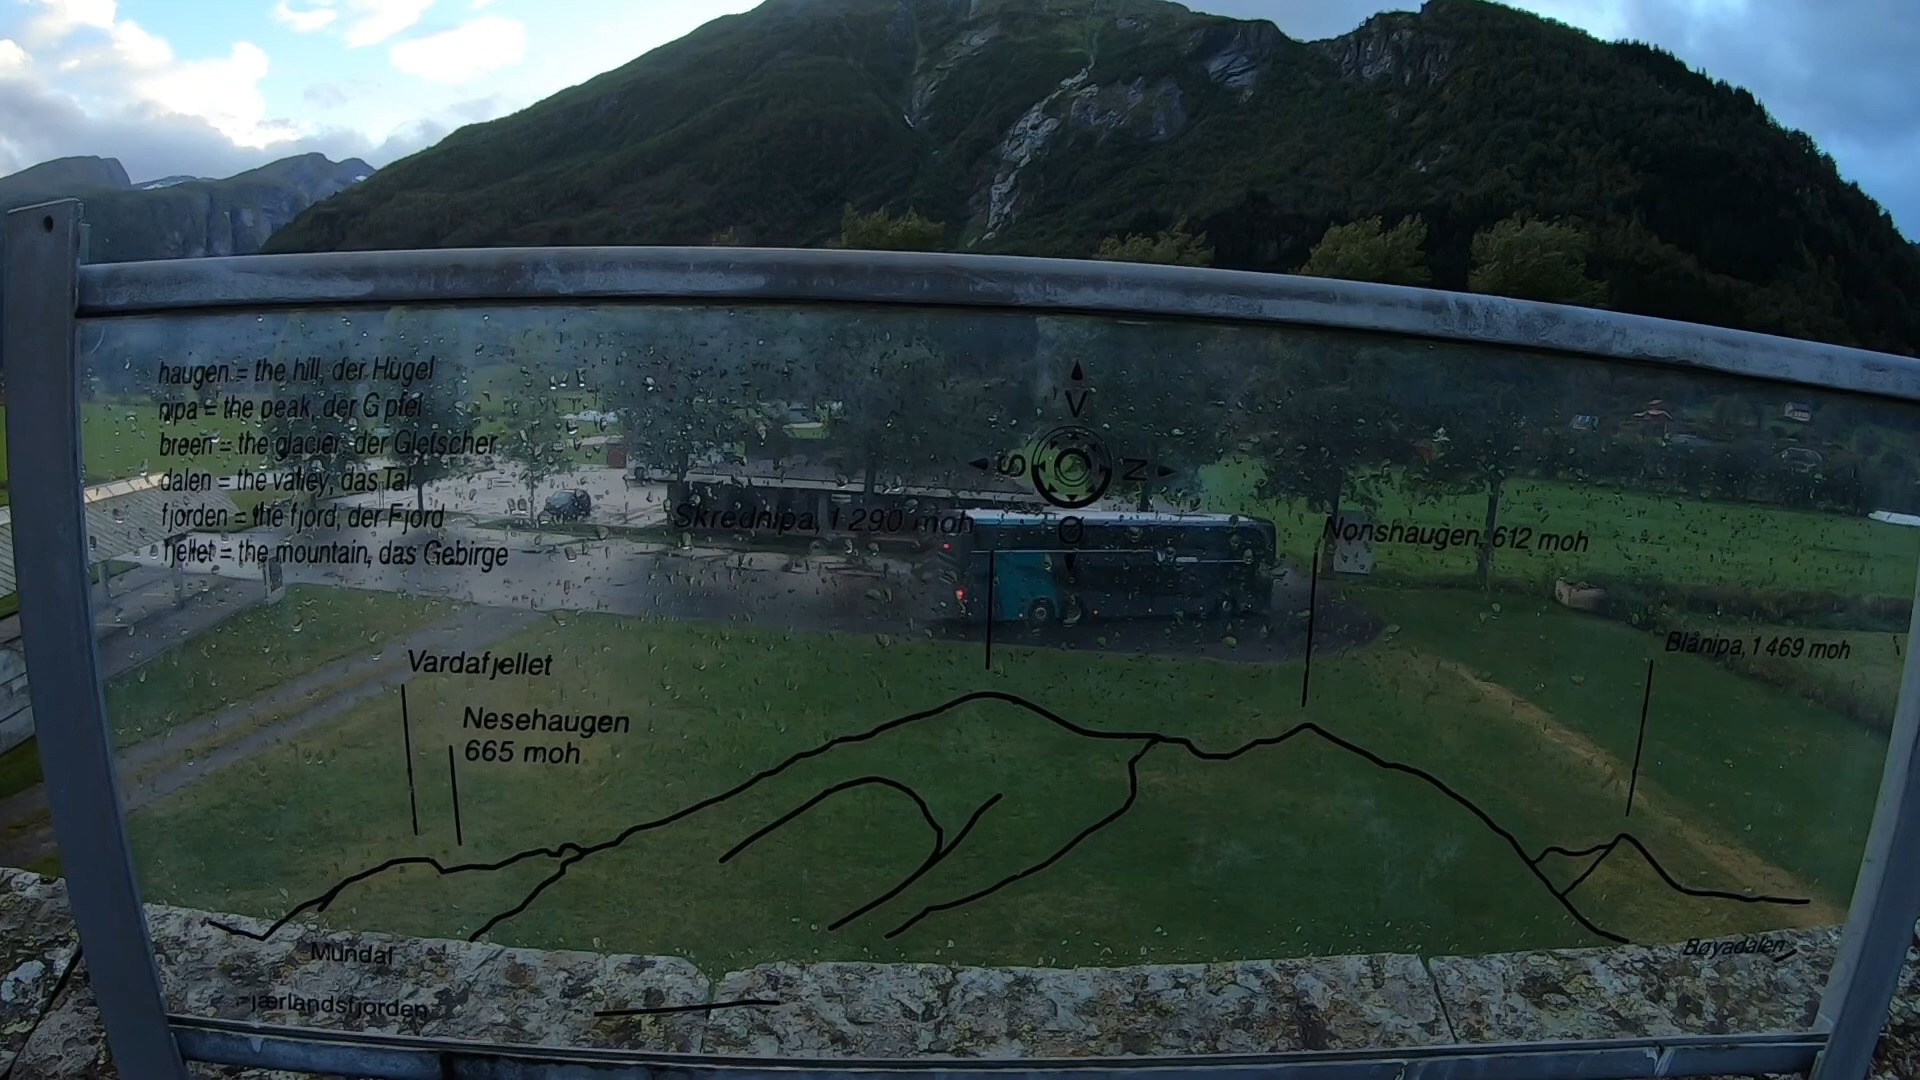 haugen = the hill, der Hügel
nipa = the peak, der G pfel
breen = the glacier, der Gletscher
dalen = the valley, das Tal
fjorden = the fjord, der Fjord
fjellet = the mountain, das Gebirge
V
S
N
Ø
Skrednipa, 1 290 moh
Nonshaugen, 612 moh
Blånipa, 1 469 moh
Vardafjellet
Nesehaugen
665 moh
Mundal
Bøyadalen
jærlandsfjorden